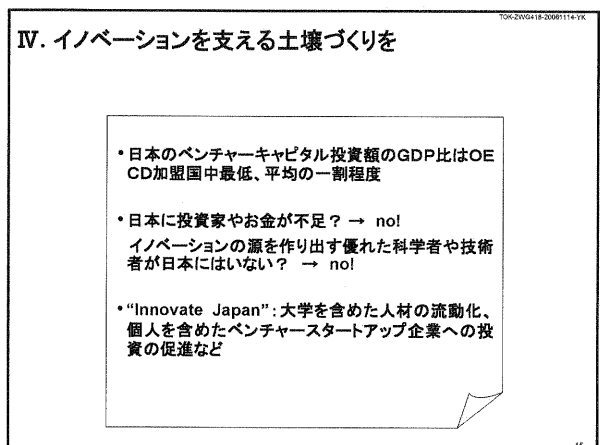 TOK-ZWG418-20061114-YK
Ⅳ. イノベーションを支える土壌づくりを
・日本のベンチャーキャピタル投資額のGDP比はOE
CD加盟国中最低、平均の一割程度
・日本に投資家やお金が不足? → no!
イノベーションの源を作り出す優れた科学者や技術
者が日本にはいない? → no!
・“Innovate Japan”:大学を含めた人材の流動化、
個人を含めたベンチャースタートアップ企業への投
資の促進など